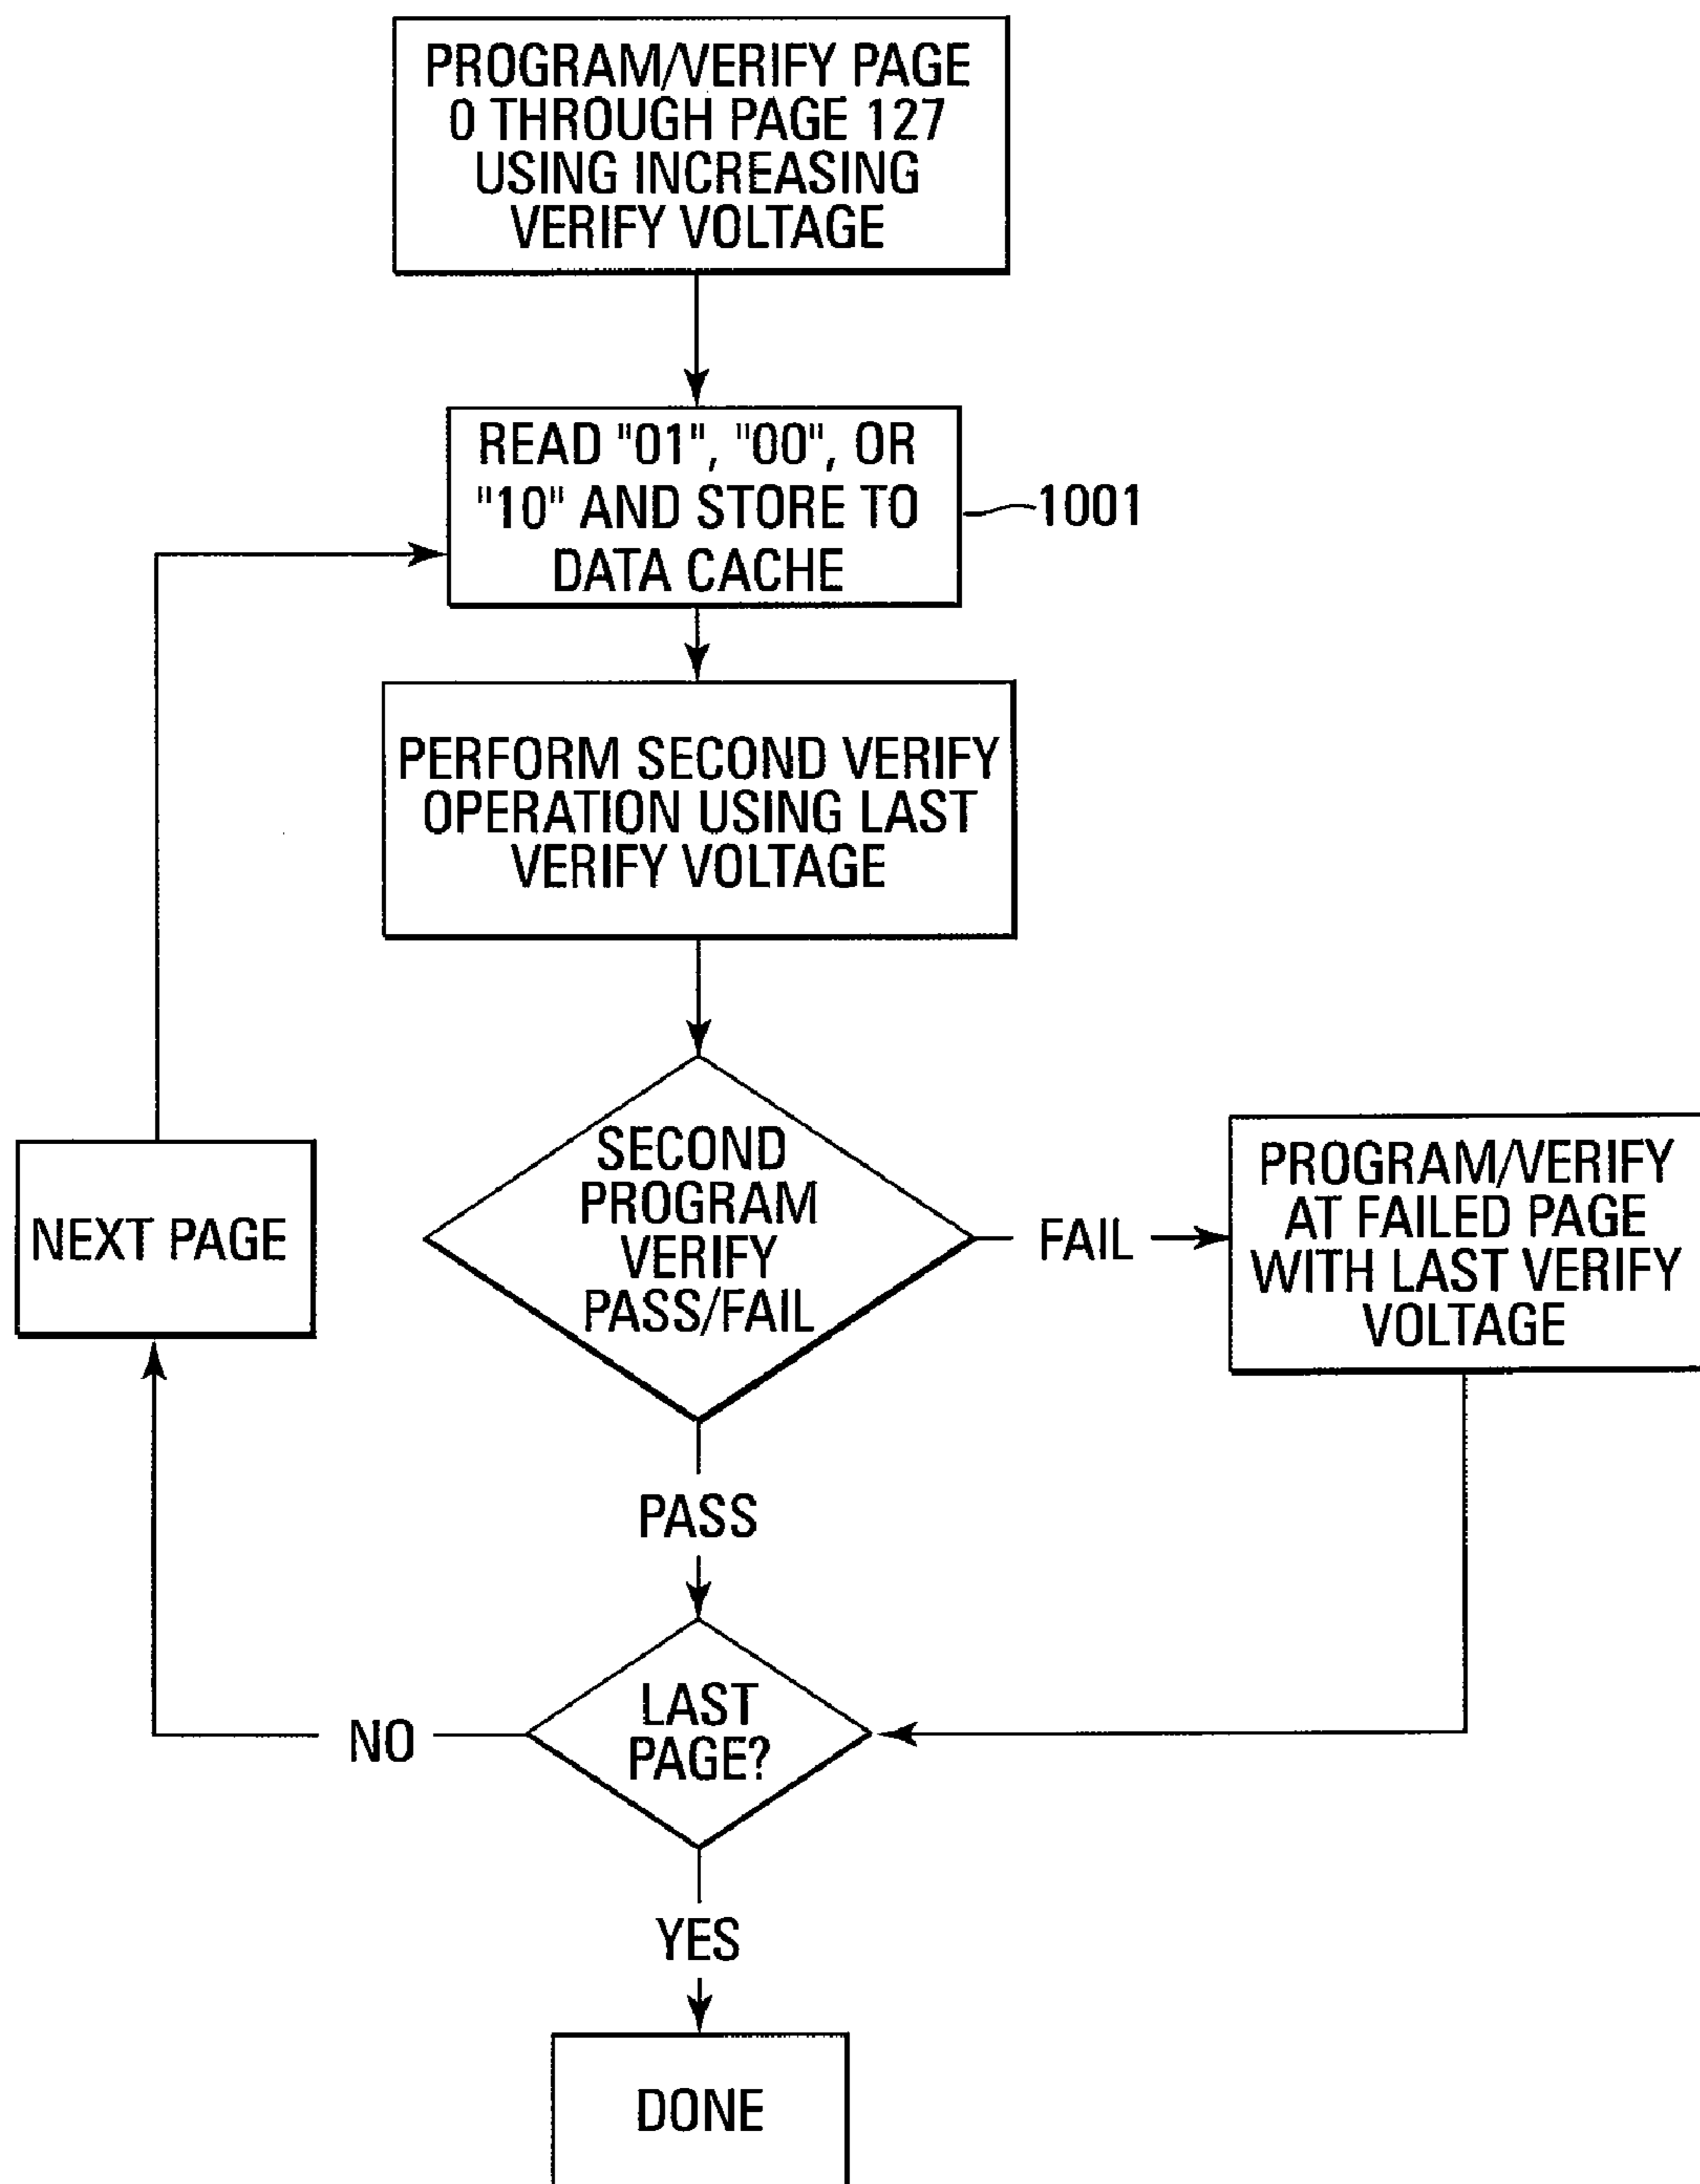 PROGRAM/VERIFY PAGE
0 THROUGH PAGE 127
USING INCREASING
VERIFY VOLTAGE
READ "01", "00", OR
"10" AND STORE TO
DATA CACHE
1001
PERFORM SECOND VERIFY
OPERATION USING LAST
VERIFY VOLTAGE
SECOND
PROGRAM
VERIFY
PASS/FAIL
FAIL
PROGRAM/VERIFY
AT FAILED PAGE
WITH LAST VERIFY
VOLTAGE
NEXT PAGE
PASS
LAST
PAGE?
NO
YES
DONE